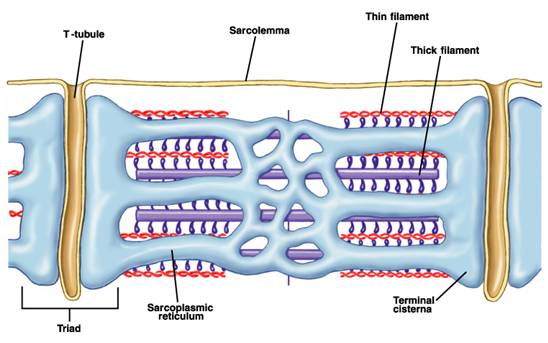 Thin filament
T-tubule
Sarcolemma
Thick filament
Sarcoplasmic
reticulum
Terminal
cisterna
Triad